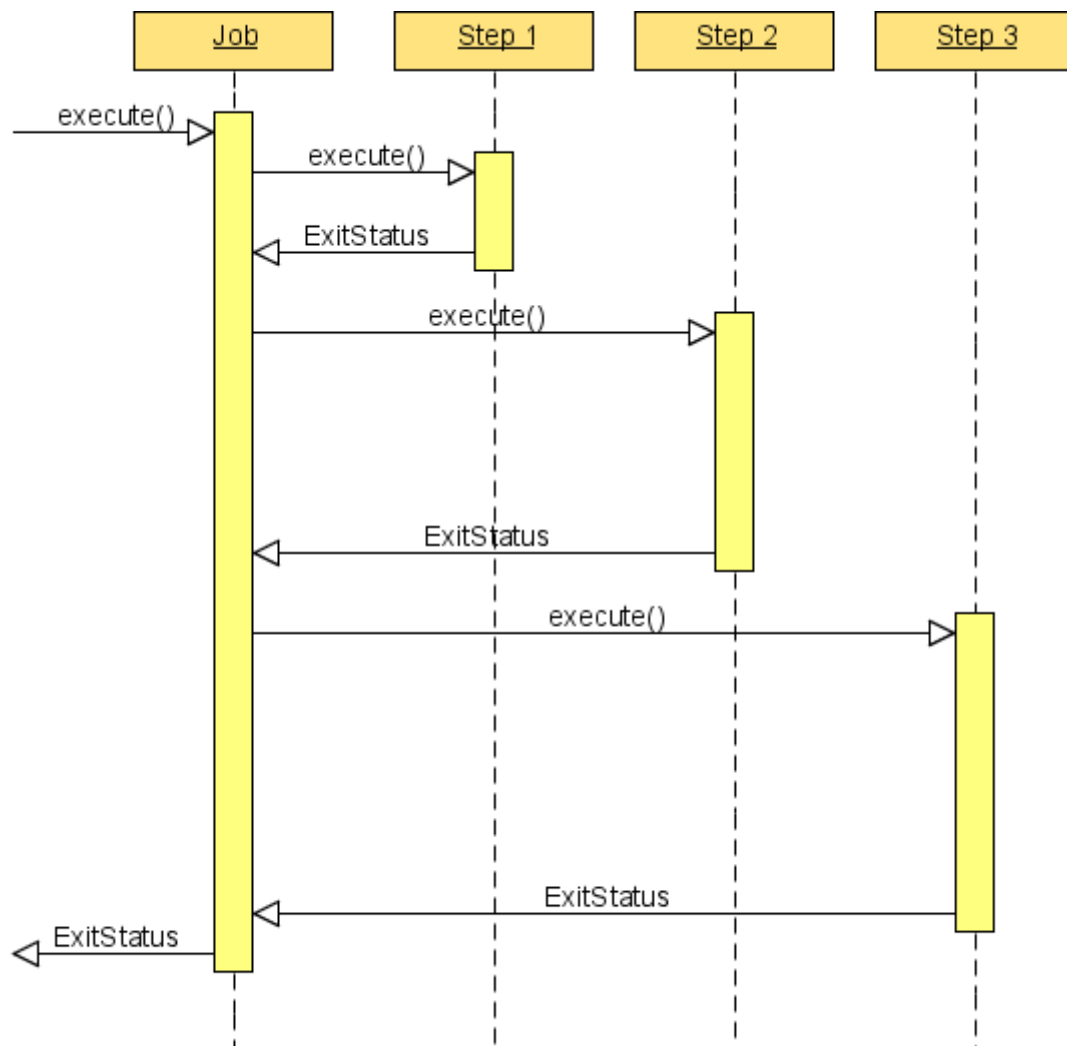 Job
Step 1
Step 2
Step 3
execute()
execute()
ExitStatus
execute()
ExitStatus
execute()
ExitStatus
ExitStatus